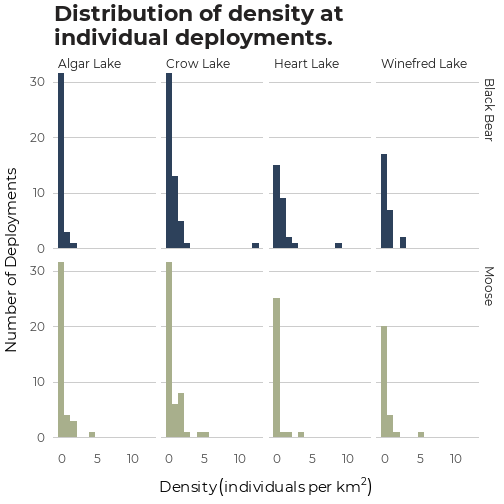 Distribution of density at
individual deployments.
Algar Lake Crow Lake Heart Lake Winefred Lake
Number of Deployments
30
20
10
0
Black Bear
30
20
10
0
Moose
0 5 10 0 5 10 0 5 10 0 5 10
Density(individuals per km²)